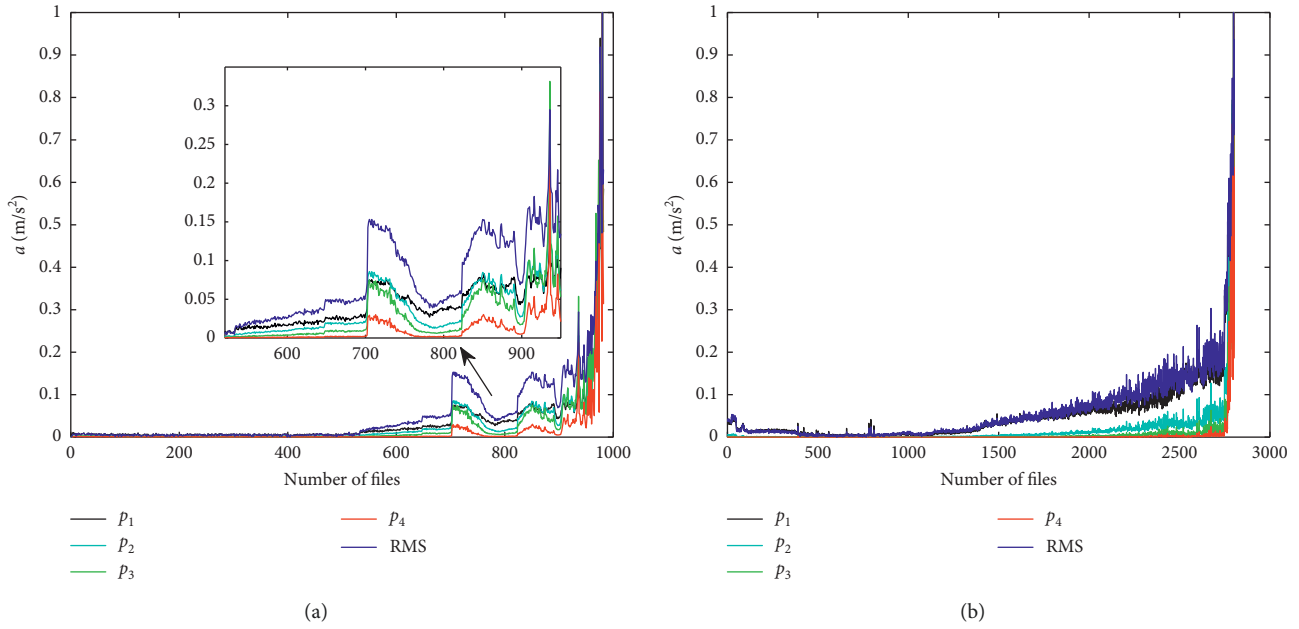 1
0.9
0.8
0.7
0.6
0.5
0.4
0.3
0.2
0.1
0
a (m/s²)
0.3
0.25
0.2
0.15
0.1
0.05
0
600 700 800 900
0 200 400 600 800 1000
Number of files
p₁
p₂
p₃
p₄
RMS
(a)
1
0.9
0.8
0.7
0.6
0.5
0.4
0.3
0.2
0.1
0
a (m/s²)
0 500 1000 1500 2000 2500 3000
Number of files
p₁
p₂
p₃
p₄
RMS
(b)